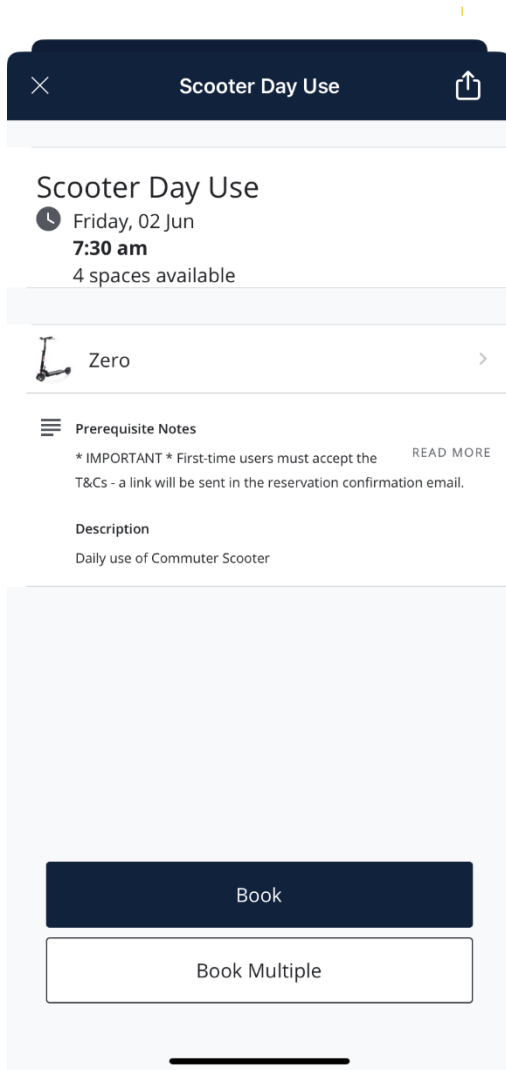 Scooter Day Use
Scooter Day Use
Friday, 02 Jun
7:30 am
4 spaces available
Zero
Prerequisite Notes
* IMPORTANT * First-time users must accept the READ MORE
T&Cs - a link will be sent in the reservation confirmation email.
Description
Daily use of Commuter Scooter
Book
Book Multiple